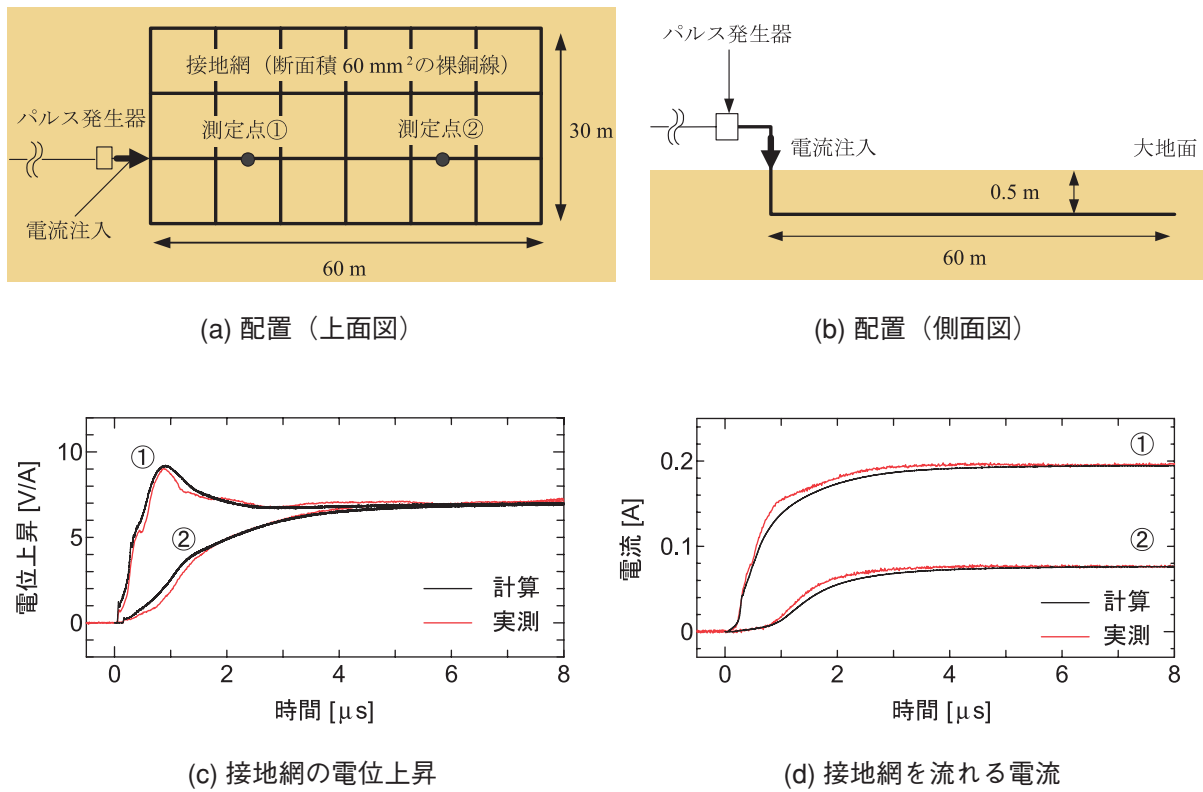 接地網（断面積 60 mm²の裸銅線）
パルス発生器
測定点①
測定点②
30 m
電流注入
60 m
(a) 配置（上面図）
パルス発生器
電流注入
大地面
0.5 m
60 m
(b) 配置（側面図）
電位上昇 [V/A]
10
5
0
①
②
計算
実測
0 2 4 6 8
時間 [μs]
(c) 接地網の電位上昇
電流 [A]
0.2
0.1
0
①
②
計算
実測
0 2 4 6 8
時間 [μs]
(d) 接地網を流れる電流